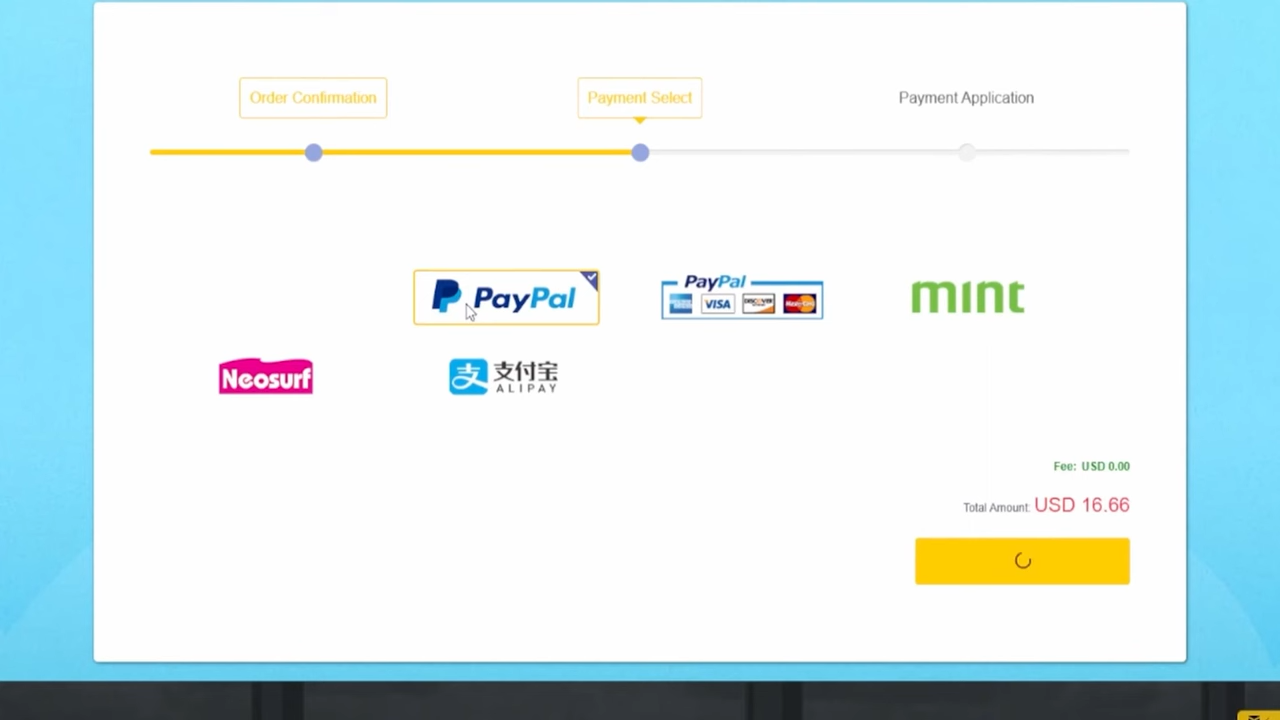 Order Confirmation
Payment Select
Payment Application
PayPal
PayPal
VISA
DISCOVER
MasterCard
mint
Neosurf
支付宝
ALIPAY
Fee: USD 0.00
Total Amount: USD 16.66